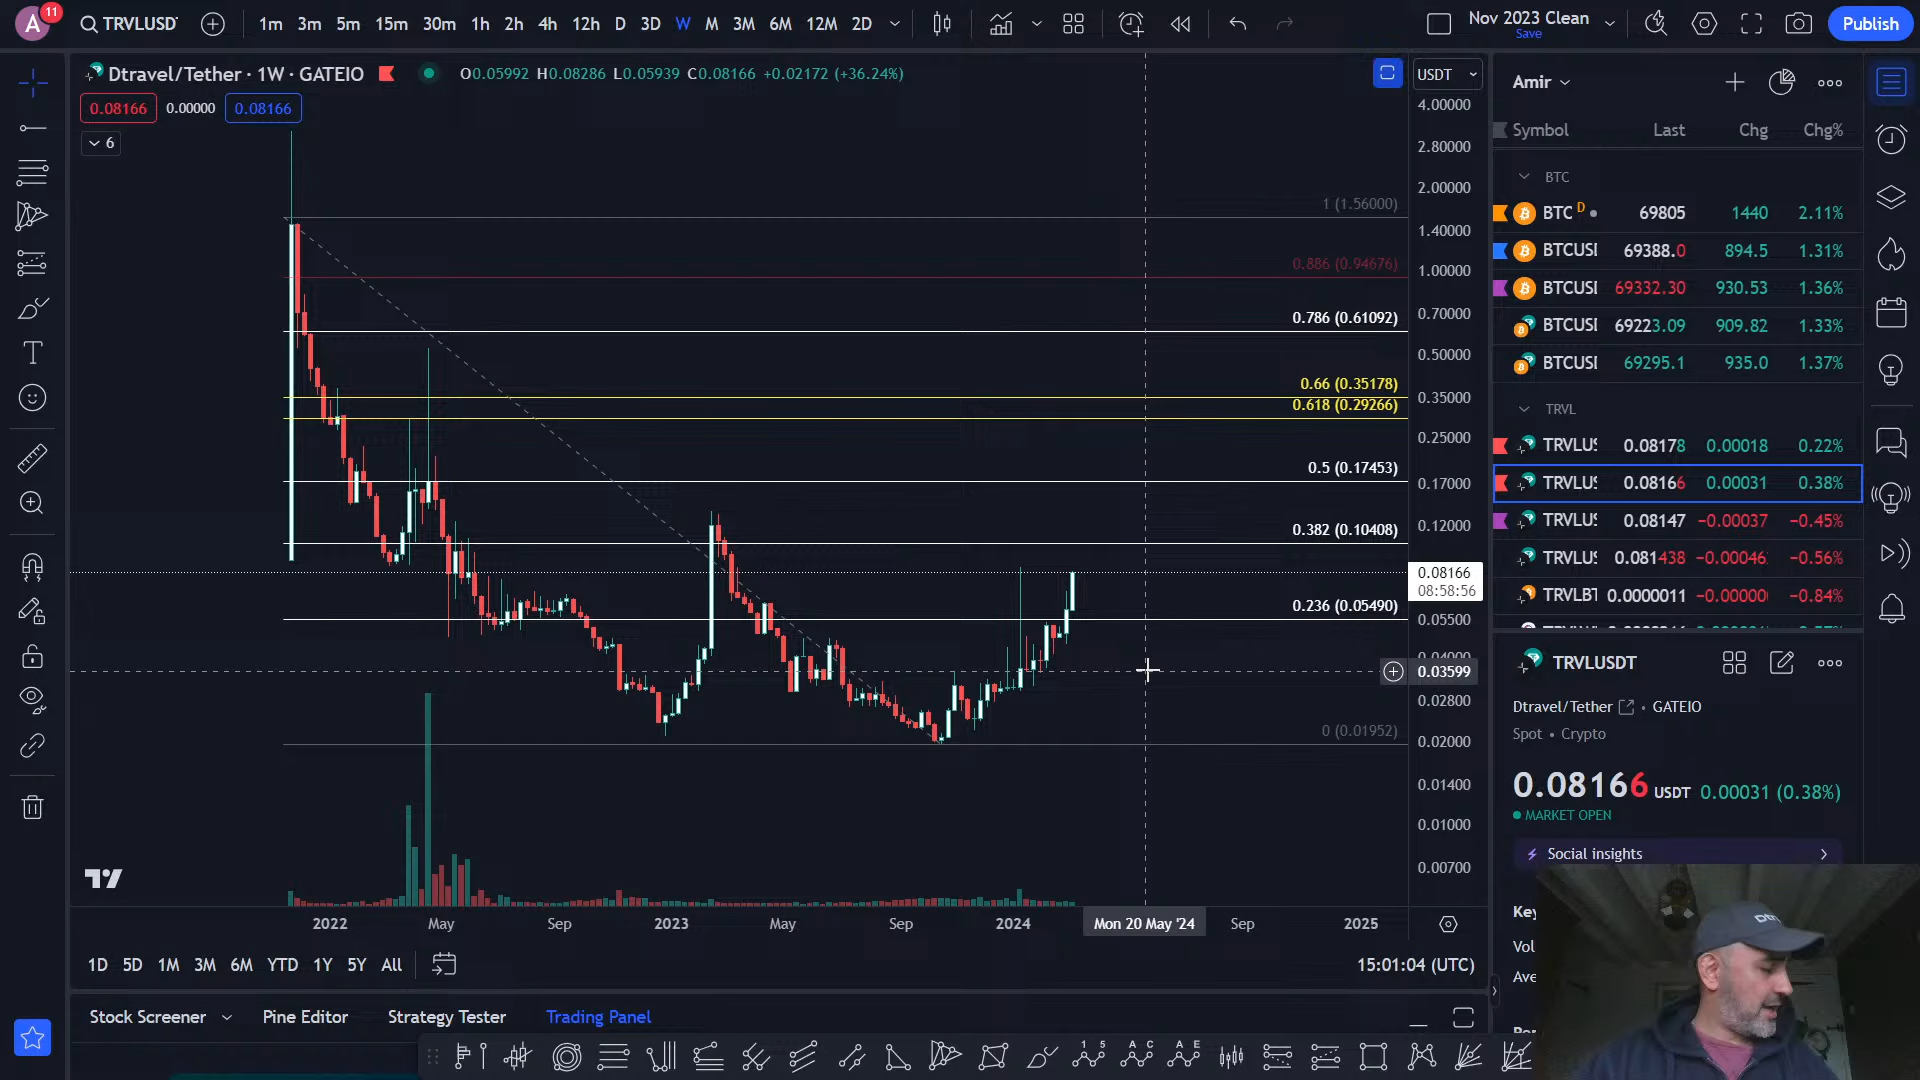 A 11 TRVLUSDT 1m 3m 5m 15m 30m 1h 2h 4h 12h D 3D W M 3M 6M 12M 2D Nov 2023 Clean Save Publish
Dtravel/Tether · 1W · GATEIO O0.05992 H0.08286 L0.05939 C0.08166 +0.02172 (+36.24%)
0.08166 0.00000 0.08166
6
USDT
4.00000
2.80000
2.00000
1.40000
1.00000
0.70000
0.50000
0.35000
0.25000
0.17000
0.12000
0.08166
08:58:56
0.05500
0.04000
0.03599
0.02800
0.02000
0.01400
0.01000
0.00700
1 (1.56000)
0.886 (0.94676)
0.786 (0.61092)
0.66 (0.35178)
0.618 (0.29266)
0.5 (0.17453)
0.382 (0.10408)
0.236 (0.05490)
0 (0.01952)
2022 May Sep 2023 May Sep 2024 Mon 20 May '24 Sep 2025
1D 5D 1M 3M 6M YTD 1Y 5Y All 15:01:04 (UTC)
Stock Screener Pine Editor Strategy Tester Trading Panel
1 5 A C A E
Amir
Symbol Last Chg Chg%
BTC
BTC D 69805 1440 2.11%
BTCUSI 69388.0 894.5 1.31%
BTCUSI 69332.30 930.53 1.36%
BTCUSI 69223.09 909.82 1.33%
BTCUSI 69295.1 935.0 1.37%
TRVL
TRVLUS 0.08178 0.00018 0.22%
TRVLUS 0.08166 0.00031 0.38%
TRVLUS 0.08147 −0.00037 −0.45%
TRVLUS 0.081438 −0.00046 −0.56%
TRVLBT 0.0000011 −0.00000 −0.84%
TRVLUSDT
Dtravel/Tether • GATEIO
Spot • Crypto
0.08166 USDT 0.00031 (0.38%)
MARKET OPEN
Social insights
Key
Vol
Ave